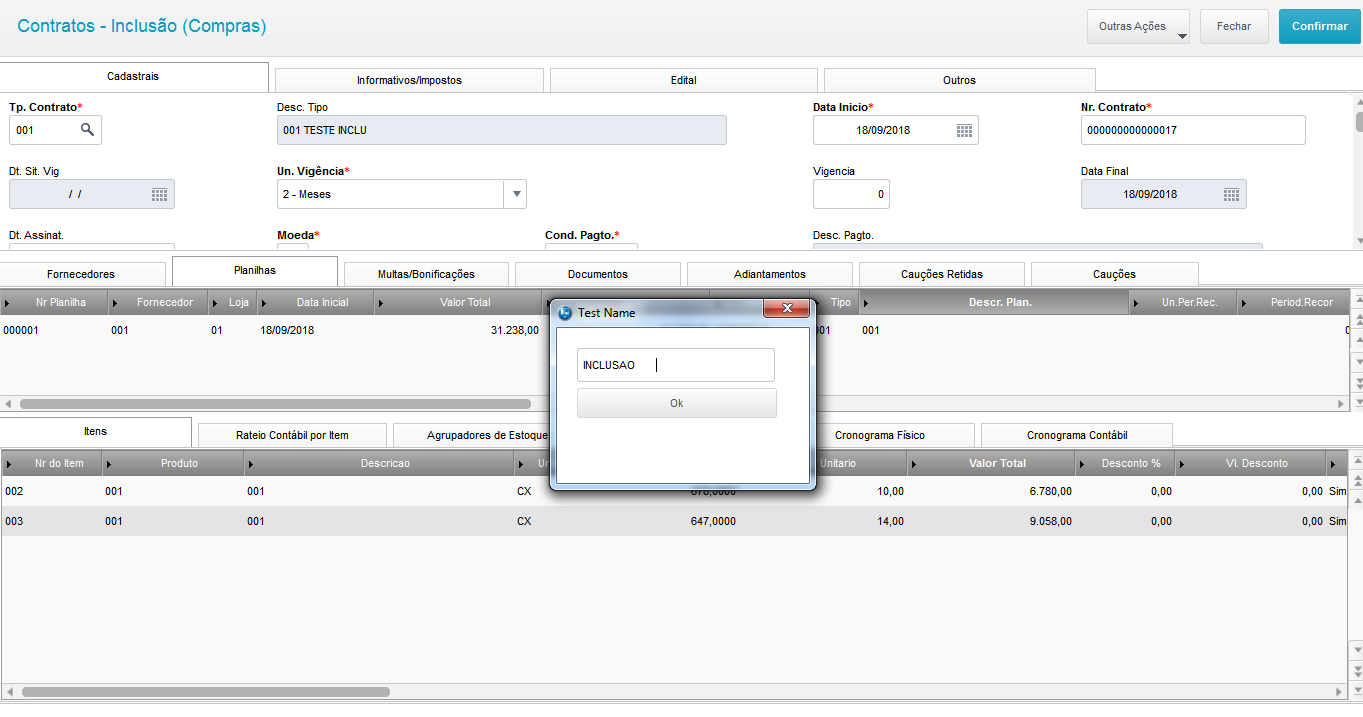 Contratos - Inclusão (Compras)
Outras Ações
Fechar
Confirmar
Cadastrais
Informativos/Impostos
Edital
Outros
Tp. Contrato*
Desc. Tipo
Data Inicio*
Nr. Contrato*
001
001 TESTE INCLU
18/09/2018
000000000000017
Dt. Sit. Vig
Un. Vigência*
Vigencia
Data Final
/ /
2 - Meses
0
18/09/2018
Dt. Assinat.
Moeda*
Cond. Pagto.*
Desc. Pagto.
Fornecedores
Planilhas
Multas/Bonificações
Documentos
Adiantamentos
Cauções Retidas
Cauções
Nr Planilha
Fornecedor
Loja
Data Inicial
Valor Total
Tipo
Descr. Plan.
Un.Per.Rec.
Period.Recor
000001
001
01
18/09/2018
31.238,00
001
Test Name
INCLUSAO
Ok
Itens
Rateio Contábil por Item
Agrupadores de Estoque
Cronograma Físico
Cronograma Contábil
Nr do Item
Produto
Descricao
Unitario
Valor Total
Desconto %
Vl. Desconto
002
001
001
CX
678,0000
10,00
6.780,00
0,00
0,00
Sim
003
001
001
CX
647,0000
14,00
9.058,00
0,00
0,00
Sim